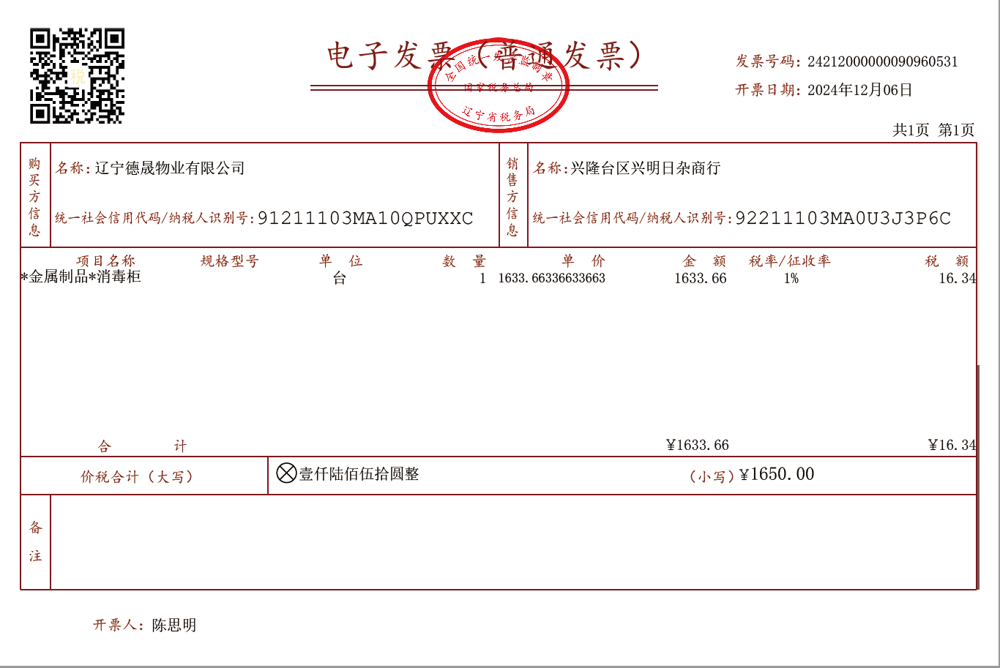 电子发票（普通发票）
全国统一发票监制章
国家税务总局
辽宁省税务局
税
发票号码: 24212000000090960531
开票日期: 2024年12月06日
共1页 第1页
购买方信息
名称: 辽宁德晟物业有限公司
统一社会信用代码/纳税人识别号: 91211103MA10QPUXXC
销售方信息
名称: 兴隆台区兴明日杂商行
统一社会信用代码/纳税人识别号: 92211103MA0U3J3P6C
项目名称 规格型号 单 位 数 量 单 价 金 额 税率/征收率 税 额
*金属制品*消毒柜 台 1 1633.66336633663 1633.66 1% 16.34
合 计 ¥1633.66 ¥16.34
价税合计（大写） ⊗壹仟陆佰伍拾圆整 （小写）¥1650.00
备注
开票人: 陈思明